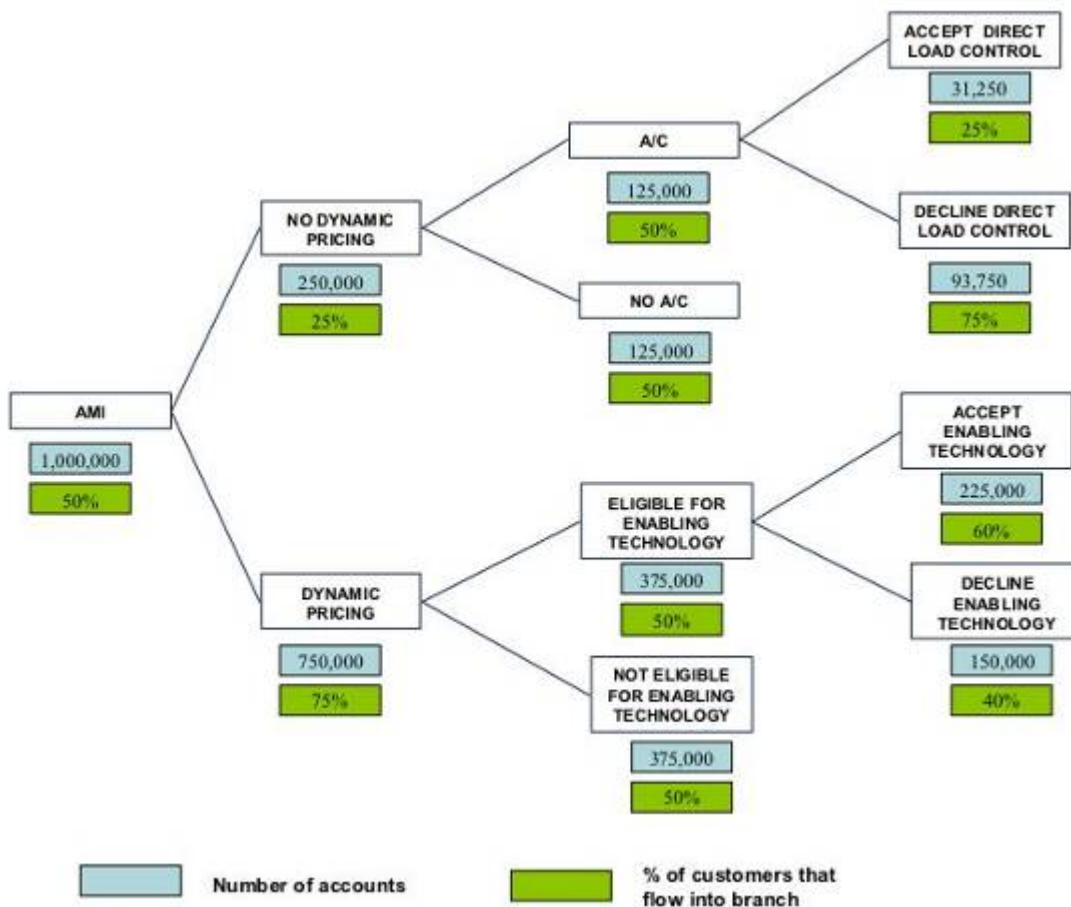 ACCEPT DIRECT
LOAD CONTROL
31,250
25%
A/C
125,000
50%
DECLINE DIRECT
LOAD CONTROL
93,750
75%
NO DYNAMIC
PRICING
250,000
25%
NO A/C
125,000
50%
AMI
1,000,000
50%
ACCEPT
ENABLING
TECHNOLOGY
225,000
60%
ELIGIBLE FOR
ENABLING
TECHNOLOGY
375,000
50%
DECLINE
ENABLING
TECHNOLOGY
150,000
40%
DYNAMIC
PRICING
750,000
75%
NOT ELIGIBLE
FOR ENABLING
TECHNOLOGY
375,000
50%
Number of accounts
% of customers that
flow into branch